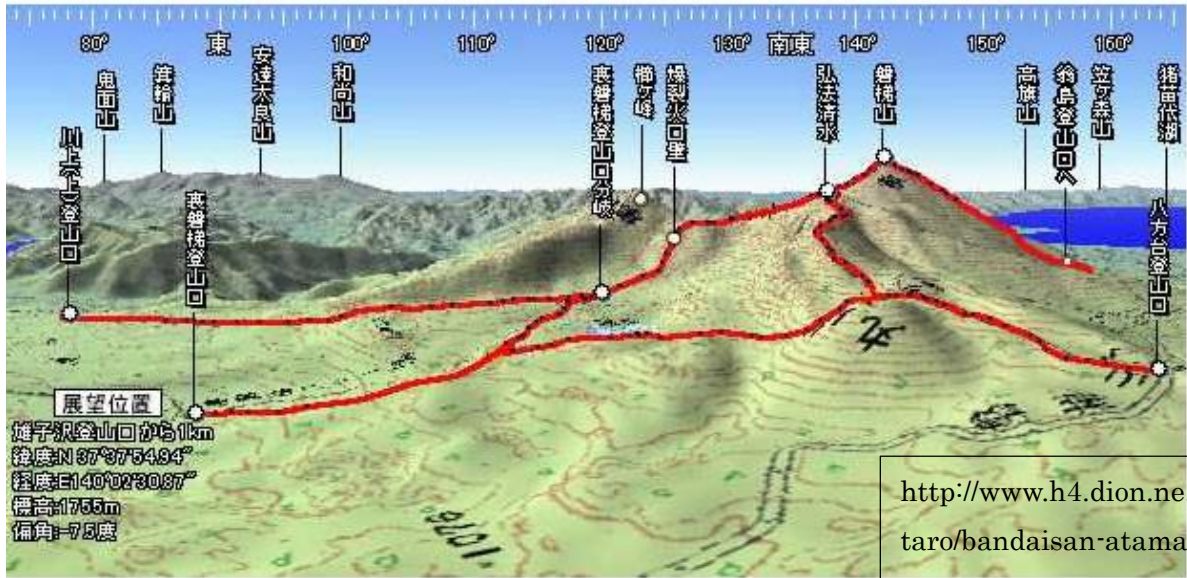 80° 東 100° 110° 120° 130° 南東 140° 150° 160°
鬼面山
箕輪山
安達太良山
和尚山
裏磐梯登山口分岐
櫛ヶ峰
爆裂火口壁
弘法清水
磐梯山
高旗山
翁島登山口へ
笠ヶ森山
猪苗代湖
川上(上)登山口
裏磐梯登山口
八方台登山口
展望位置
雄子沢登山口から1km
緯度:N 37°37'54.94"
経度:E140°02'30.87"
標高:1755m
偏角:-7.5度
1076
http://www.h4.dion.ne
taro/bandaisan-atama